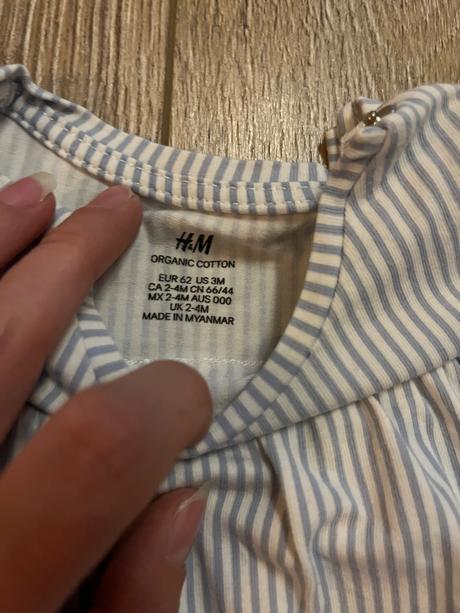 H&M
ORGANIC COTTON
EUR 62 US 3M
CA 2-4M CN 66/44
MX 2-4M AUS 000
UK 2-4M
MADE IN MYANMAR